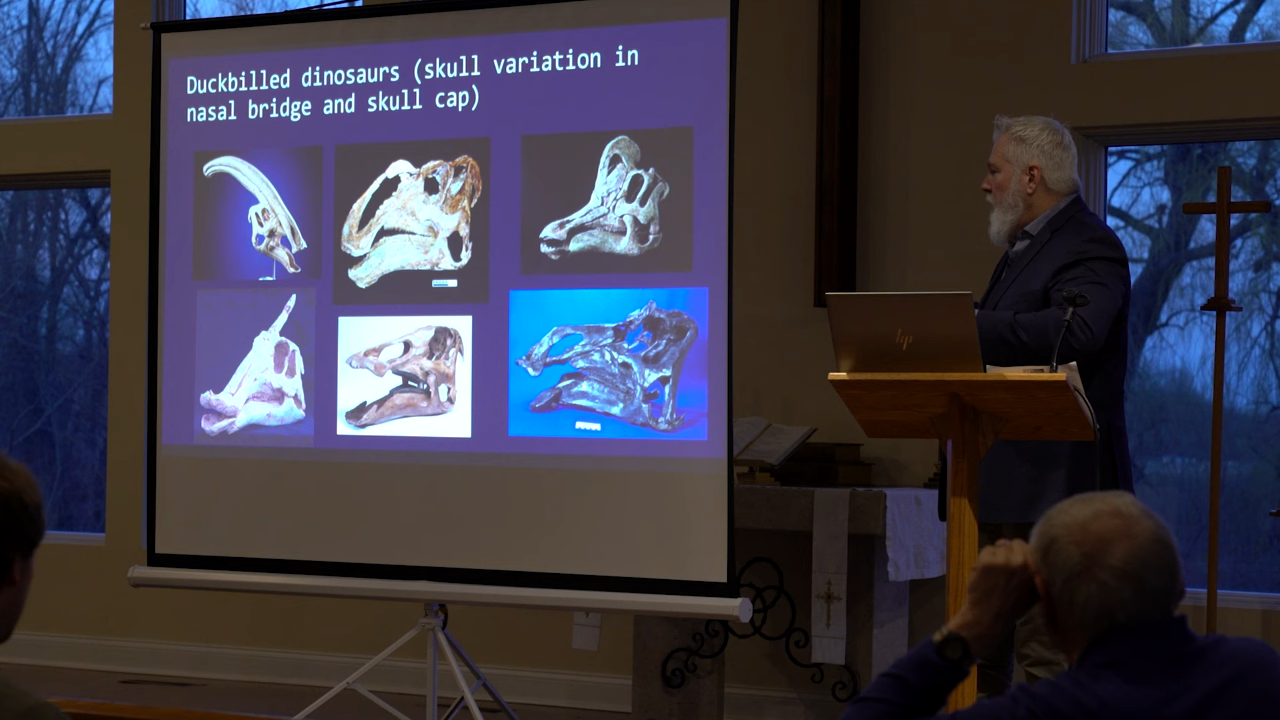 Duckbilled dinosaurs (skull variation in
nasal bridge and skull cap)
hp